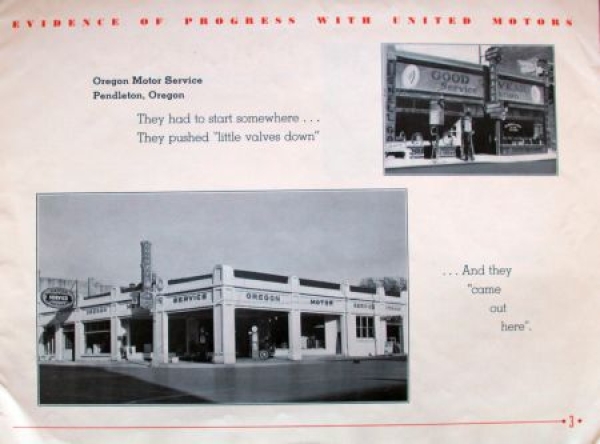 EVIDENCE OF PROGRESS WITH UNITED MOTORS
Oregon Motor Service
Pendleton, Oregon
They had to start somewhere . . .
They pushed "little valves down"
GOOD YEAR
Service
SERVICE
OREGON
MOTOR
SERVICE
. . . And they
"came
out
here".
3